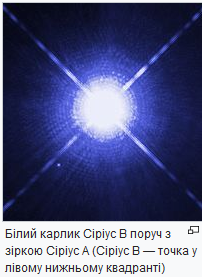 Білий карлик Сіріус B поруч з
зіркою Сіріус A (Сіріус B — точка у
лівому нижньому квадранті)